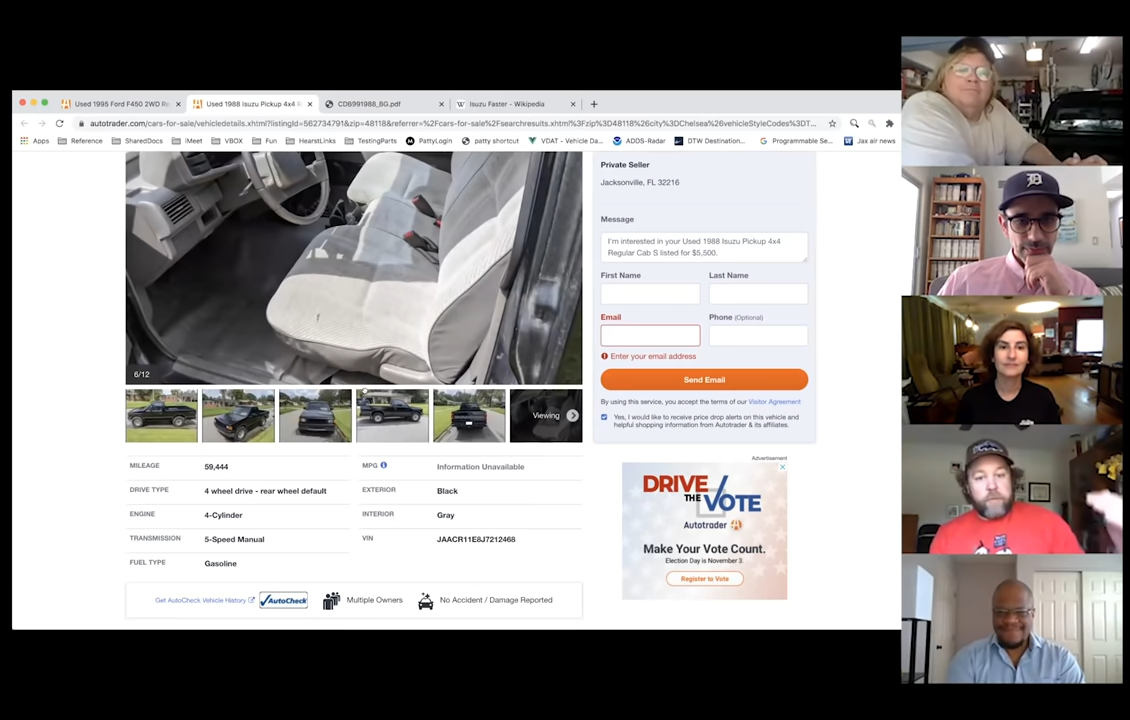 Used 1995 Ford F450 2WD Re
Used 1988 Isuzu Pickup 4x4 R
CDB991988_BG.pdf
Isuzu Faster - Wikipedia
autotrader.com/cars-for-sale/vehicledetails.xhtml?listingId=562734791&zip=48118&referrer=%2Fcars-for-sale%2Fsearchresults.xhtml%3Fzip%3D48118%26city%3DChelsea%26vehicleStyleCodes%3DT...
Apps
Reference
SharedDocs
iMeet
VBOX
Fun
HearstLinks
TestingParts
PattyLogin
patty shortcut
VDAT - Vehicle Da...
ADDS-Radar
DTW Destination...
Programmable Se...
Jax air news
6/12
Viewing
Private Seller
Jacksonville, FL 32216
Message
I'm interested in your Used 1988 Isuzu Pickup 4x4
Regular Cab S listed for $5,500.
First Name
Last Name
Email
Phone (Optional)
Enter your email address
Send Email
By using this service, you accept the terms of our Visitor Agreement
Yes, I would like to receive price drop alerts on this vehicle and
helpful shopping information from Autotrader & its affiliates.
MILEAGE 59,444
DRIVE TYPE 4 wheel drive - rear wheel default
ENGINE 4-Cylinder
TRANSMISSION 5-Speed Manual
FUEL TYPE Gasoline
MPG Information Unavailable
EXTERIOR Black
INTERIOR Gray
VIN JAACR11E8J7212468
Get AutoCheck Vehicle History
AutoCheck
Multiple Owners
No Accident / Damage Reported
Advertisement
DRIVE
THE VOTE
Autotrader
Make Your Vote Count.
Election Day is November 3.
Register to Vote
D